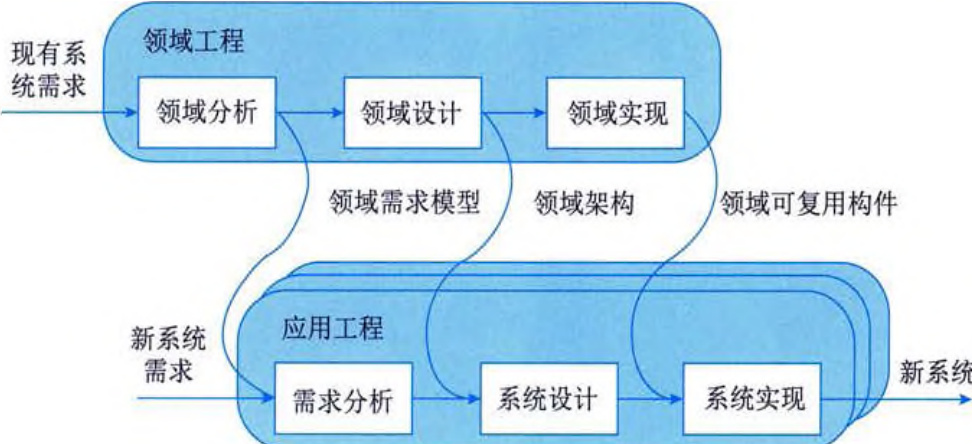 领域工程
现有系
统需求
领域分析
领域设计
领域实现
领域需求模型
领域架构
领域可复用构件
应用工程
新系统
需求
需求分析
系统设计
系统实现
新系统